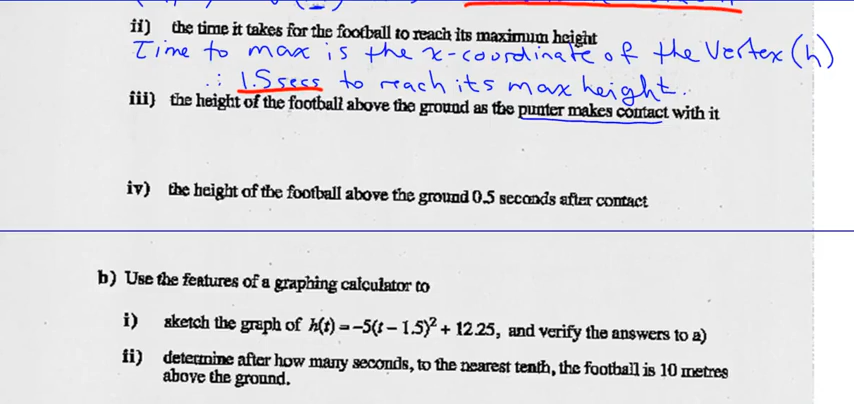 ii) the time it takes for the football to reach its maximum height
Time to max is the x-coordinate of the Vertex (h)
∴ 1.5 secs to reach its max height.
iii) the height of the football above the ground as the punter makes contact with it
iv) the height of the football above the ground 0.5 seconds after contact
b) Use the features of a graphing calculator to
i) sketch the graph of h(t) = -5(t - 1.5)² + 12.25, and verify the answers to a)
ii) determine after how many seconds, to the nearest tenth, the football is 10 metres
above the ground.